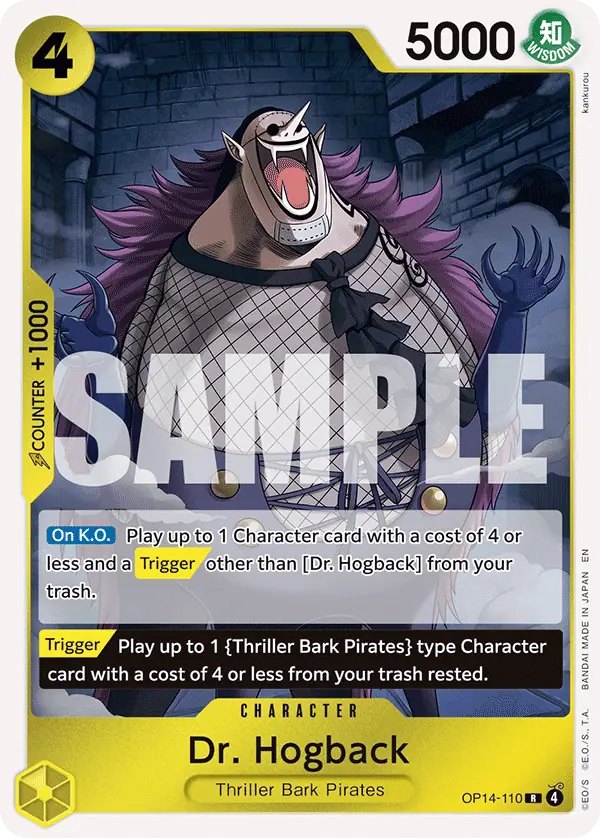 4
5000
知
WISDOM
kankurou
COUNTER +1000
SAMPLE
On K.O. Play up to 1 Character card with a cost of 4 or
less and a Trigger other than [Dr. Hogback] from your
trash.
Trigger Play up to 1 {Thriller Bark Pirates} type Character
card with a cost of 4 or less from your trash rested.
CHARACTER
Dr. Hogback
Thriller Bark Pirates
OP14-110 R 4
©E.O./S., T.A. BANDAI MADE IN JAPAN EN
©EO/S